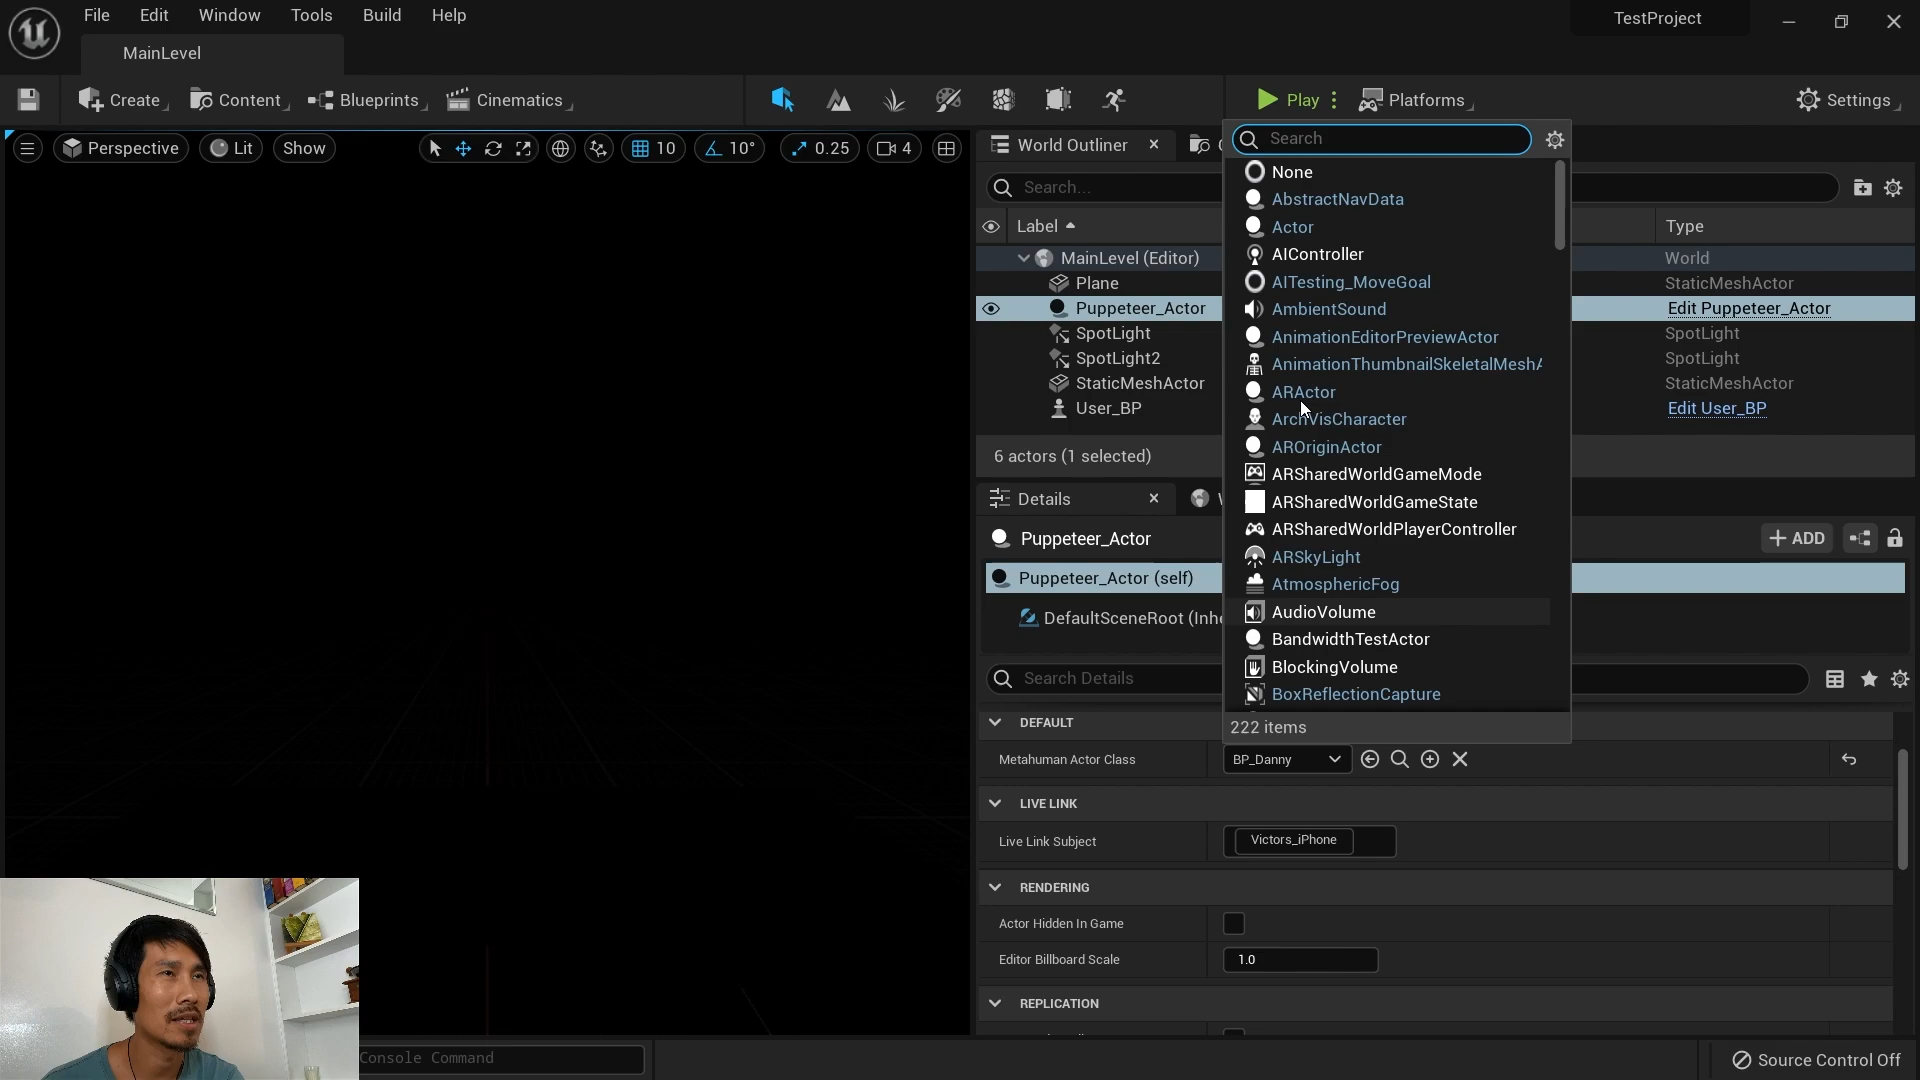 File Edit Window Tools Build Help
TestProject
MainLevel
Create Content Blueprints Cinematics Play Platforms Settings
Perspective Lit Show 10 10° 0.25 4
World Outliner
Search...
Label Type
MainLevel (Editor) World
Plane StaticMeshActor
Puppeteer_Actor Edit Puppeteer_Actor
SpotLight SpotLight
SpotLight2 SpotLight
StaticMeshActor StaticMeshActor
User_BP Edit User_BP
6 actors (1 selected)
Search
None
AbstractNavData
Actor
AIController
AITesting_MoveGoal
AmbientSound
AnimationEditorPreviewActor
AnimationThumbnailSkeletalMeshA
ARActor
ArchVisCharacter
AROriginActor
ARSharedWorldGameMode
ARSharedWorldGameState
ARSharedWorldPlayerController
ARSkyLight
AtmosphericFog
AudioVolume
BandwidthTestActor
BlockingVolume
BoxReflectionCapture
222 items
Details
Puppeteer_Actor ADD
Puppeteer_Actor (self)
DefaultSceneRoot (Inhe
Search Details
DEFAULT
Metahuman Actor Class BP_Danny
LIVE LINK
Live Link Subject Victors_iPhone
RENDERING
Actor Hidden In Game
Editor Billboard Scale 1.0
REPLICATION
Console Command
Source Control Off